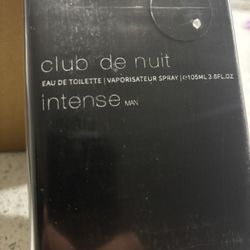 club de nuit
EAU DE TOILETTE | VAPORISATEUR SPRAY | ℮105ML 3.6FL.OZ
intense MAN